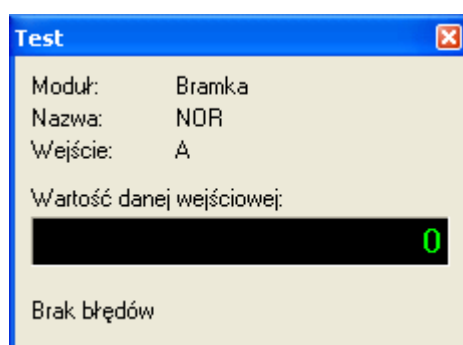 Test
Moduł: Bramka
Nazwa: NOR
Wejście: A
Wartość danej wejściowej:
0
Brak błędów